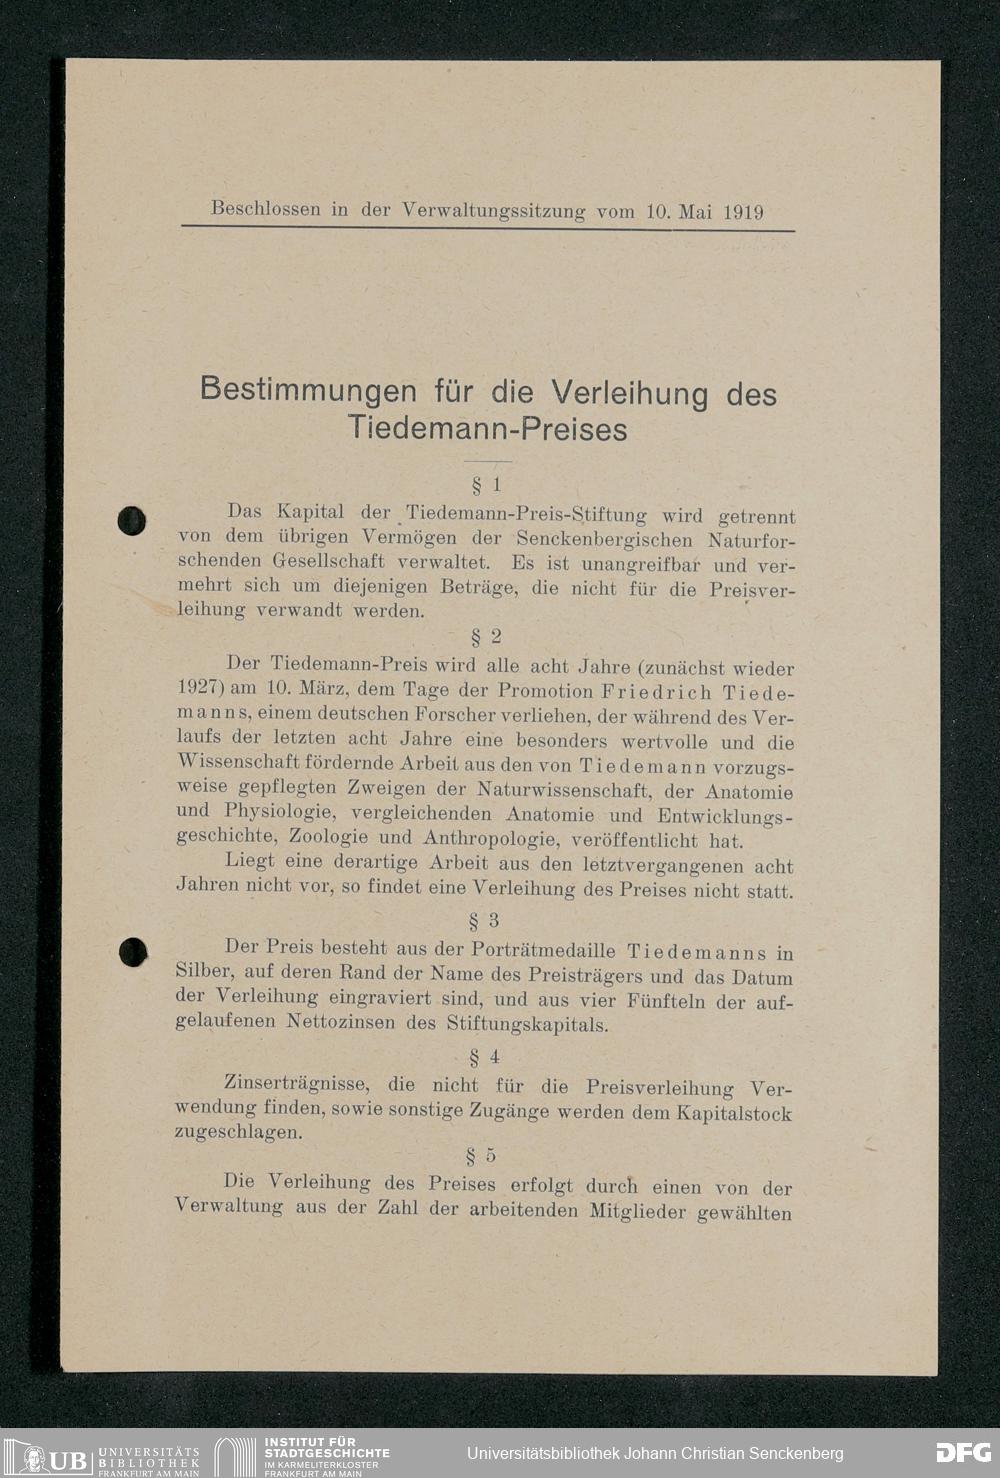 Beschlossen in der Verwaltungssitzung vom 10. Mai 1919
Bestimmungen für die Verleihung des
Tiedemann-Preises
§ 1
Das Kapital der Tiedemann-Preis-Stiftung wird getrennt
von dem übrigen Vermögen der Senckenbergischen Naturfor-
schenden Gesellschaft verwaltet. Es ist unangreifbar und ver-
mehrt sich um diejenigen Beträge, die nicht für die Preisver-
leihung verwandt werden.
§ 2
Der Tiedemann-Preis wird alle acht Jahre (zunächst wieder
1927) am 10. März, dem Tage der Promotion Friedrich Tiede-
manns, einem deutschen Forscher verliehen, der während des Ver-
laufs der letzten acht Jahre eine besonders wertvolle und die
Wissenschaft fördernde Arbeit aus den von Tiedemann vorzugs-
weise gepflegten Zweigen der Naturwissenschaft, der Anatomie
und Physiologie, vergleichenden Anatomie und Entwicklungs-
geschichte, Zoologie und Anthropologie, veröffentlicht hat.
Liegt eine derartige Arbeit aus den letztvergangenen acht
Jahren nicht vor, so findet eine Verleihung des Preises nicht statt.
§ 3
Der Preis besteht aus der Porträtmedaille Tiedemanns in
Silber, auf deren Rand der Name des Preisträgers und das Datum
der Verleihung eingraviert sind, und aus vier Fünfteln der auf-
gelaufenen Nettozinsen des Stiftungskapitals.
§ 4
Zinserträgnisse, die nicht für die Preisverleihung Ver-
wendung finden, sowie sonstige Zugänge werden dem Kapitalstock
zugeschlagen.
§ 5
Die Verleihung des Preises erfolgt durch einen von der
Verwaltung aus der Zahl der arbeitenden Mitglieder gewählten
UB UNIVERSITÄTS
BIBLIOTHEK
FRANKFURT AM MAIN
INSTITUT FÜR
STADTGESCHICHTE
IM KARMELITERKLOSTER
FRANKFURT AM MAIN
Universitätsbibliothek Johann Christian Senckenberg
DFG